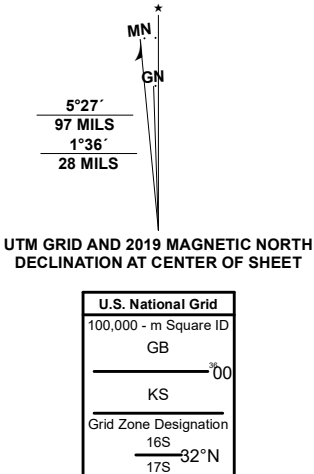 MN
GN
5°27´
97 MILS
1°36´
28 MILS
UTM GRID AND 2019 MAGNETIC NORTH
DECLINATION AT CENTER OF SHEET
U.S. National Grid
100,000 - m Square ID
GB
³⁶00
KS
Grid Zone Designation
16S
32°N
17S